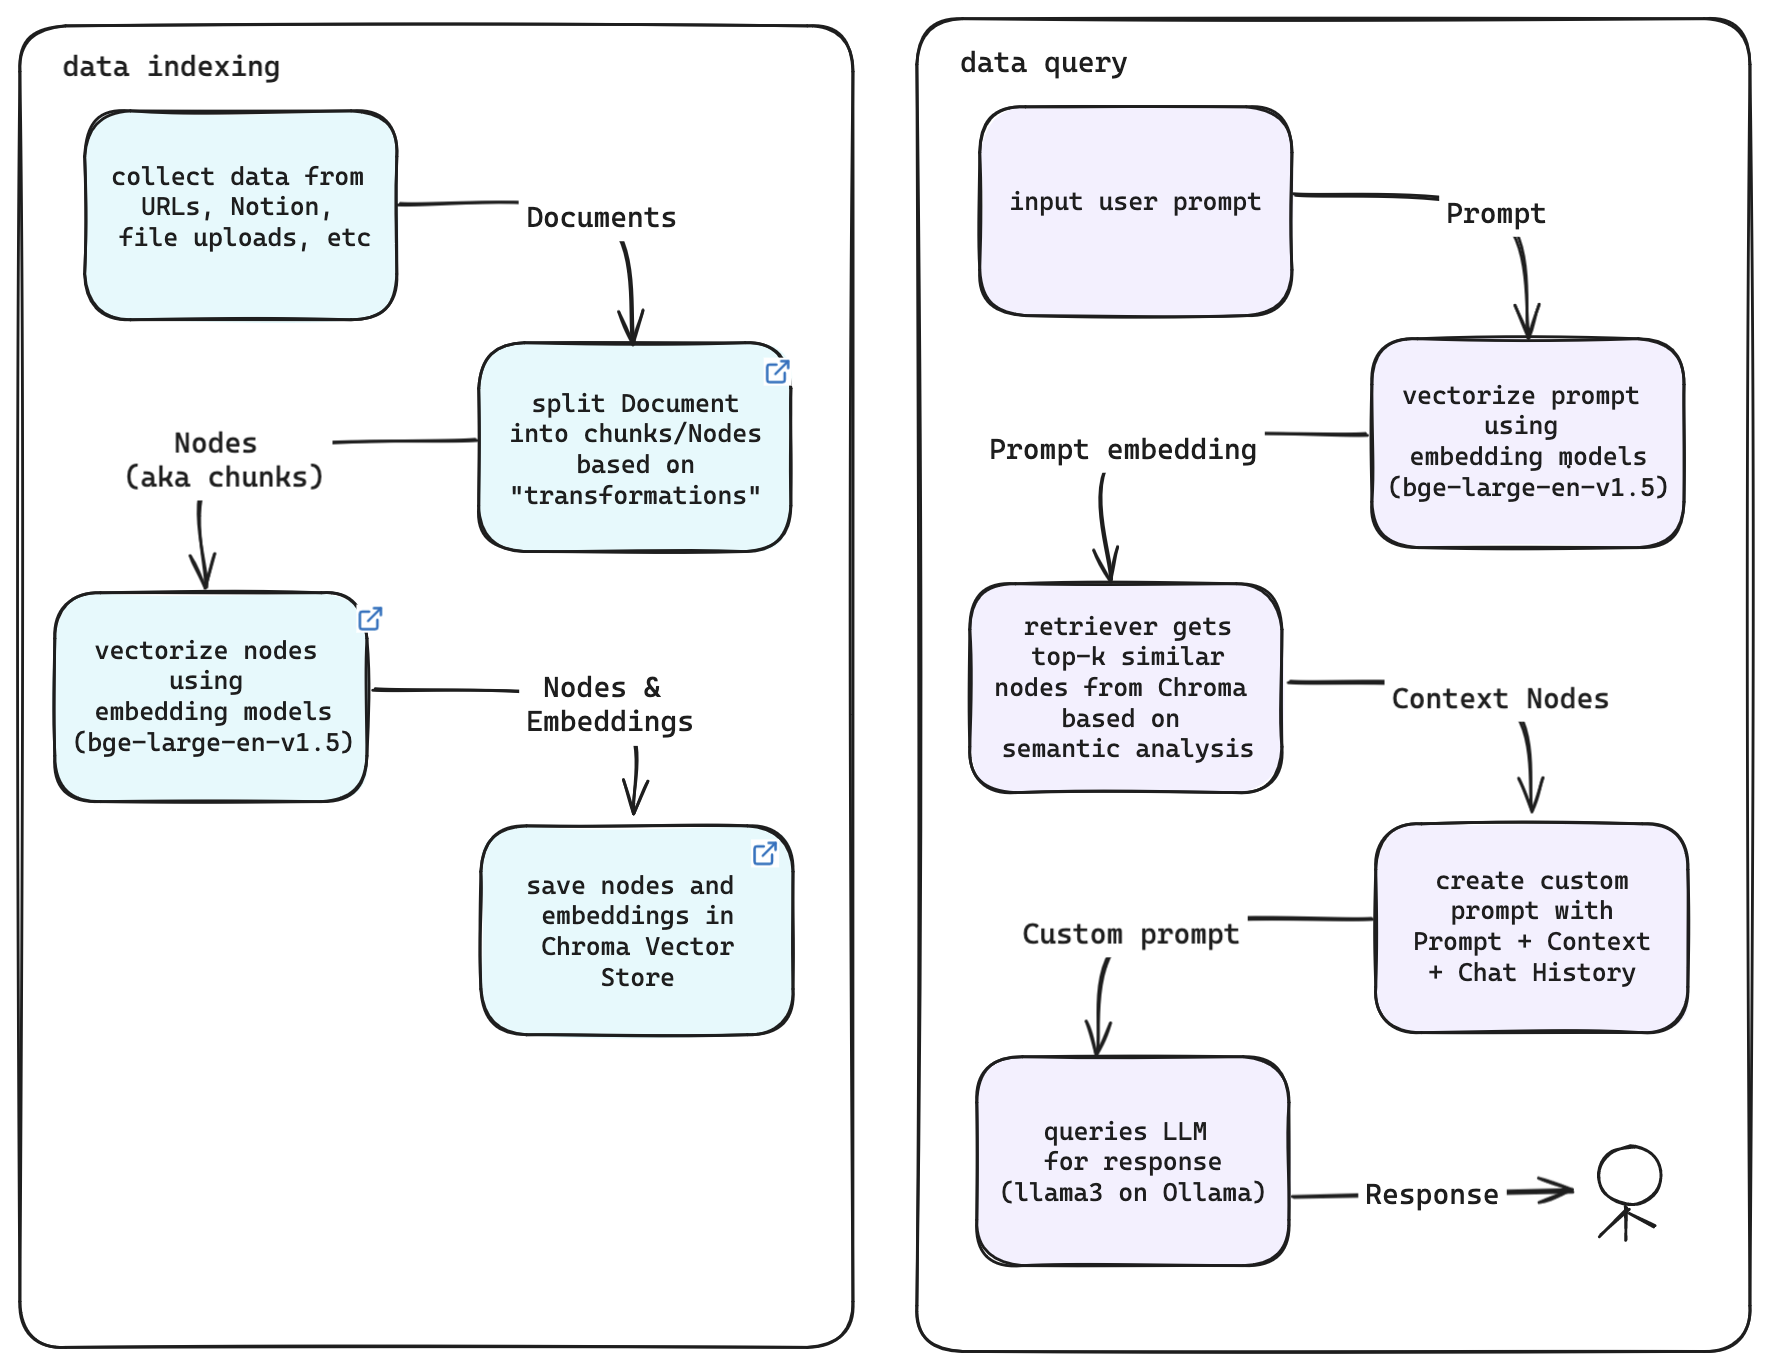 data indexing
collect data from
URLs, Notion,
file uploads, etc
Documents
split Document
into chunks/Nodes
based on
"transformations"
Nodes
(aka chunks)
vectorize nodes
using
embedding models
(bge-large-en-v1.5)
Nodes &
Embeddings
save nodes and
embeddings in
Chroma Vector
Store
data query
input user prompt
Prompt
vectorize prompt
using
embedding models
(bge-large-en-v1.5)
Prompt embedding
retriever gets
top-k similar
nodes from Chroma
based on
semantic analysis
Context Nodes
create custom
prompt with
Prompt + Context
+ Chat History
Custom prompt
queries LLM
for response
(llama3 on Ollama)
Response